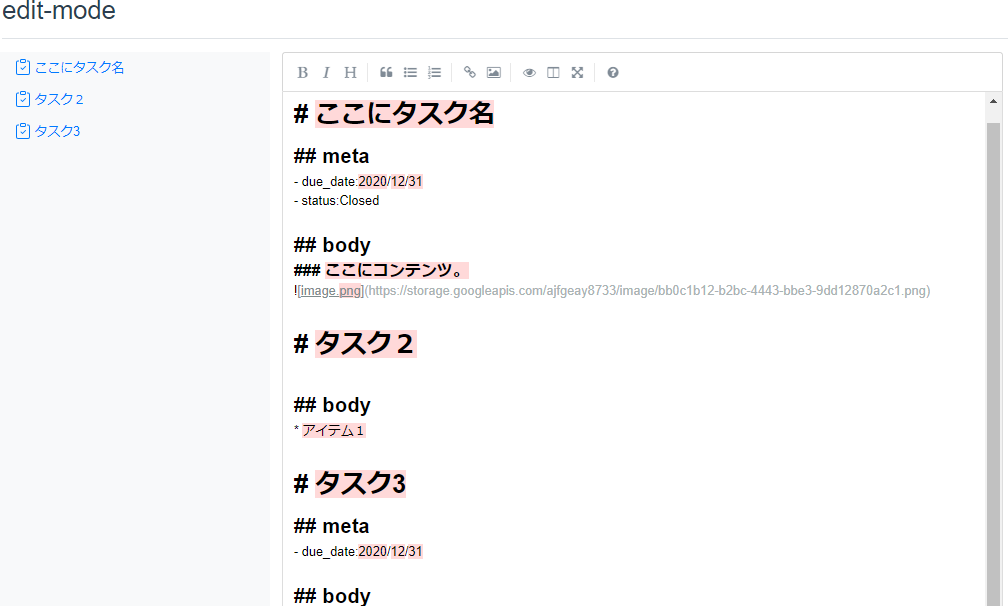 edit-mode
ここにタスク名
タスク２
タスク3
B I H
# ここにタスク名
## meta
- due_date:2020/12/31
- status:Closed
## body
### ここにコンテンツ。
![image.png](https://storage.googleapis.com/ajfgeay8733/image/bb0c1b12-b2bc-4443-bbe3-9dd12870a2c1.png)
# タスク２
## body
* アイテム１
# タスク3
## meta
- due_date:2020/12/31
## body